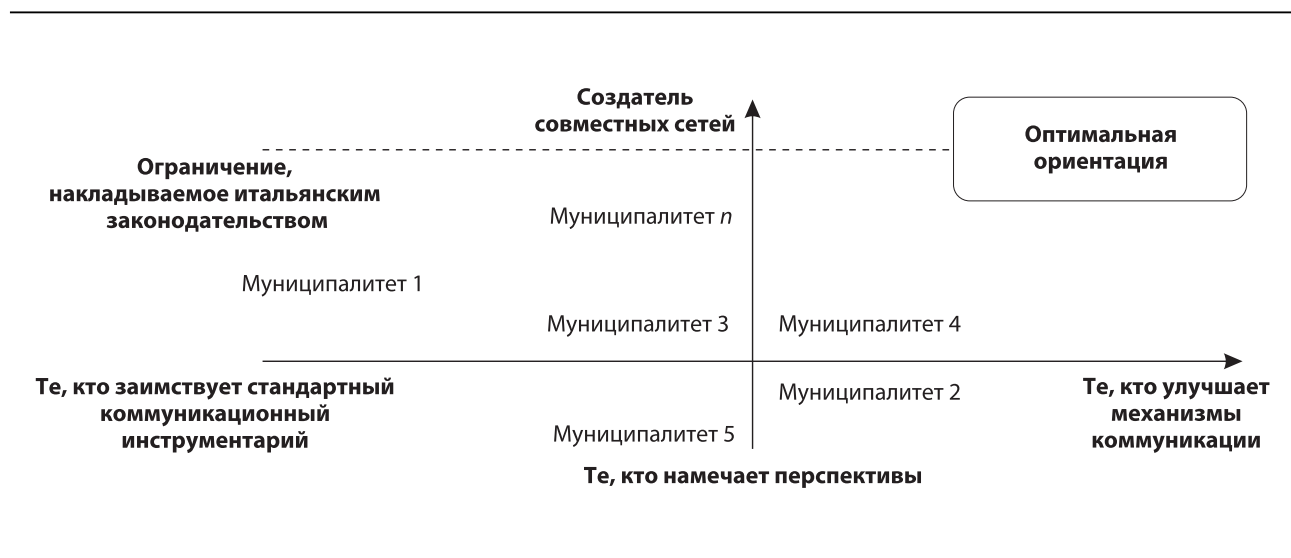 Создатель
совместных сетей
Оптимальная
ориентация
Ограничение,
накладываемое итальянским
законодательством
Муниципалитет n
Муниципалитет 1
Муниципалитет 3
Муниципалитет 4
Те, кто заимствует стандартный
коммуникационный
инструментарий
Муниципалитет 2
Те, кто улучшает
механизмы
коммуникации
Муниципалитет 5
Те, кто намечает перспективы